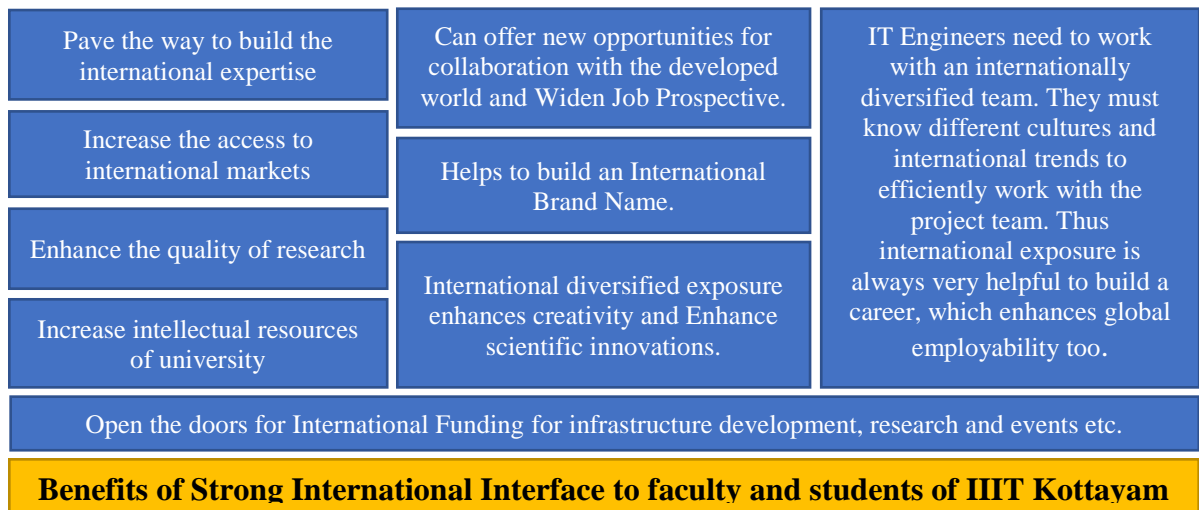 Pave the way to build the
international expertise
Increase the access to
international markets
Enhance the quality of research
Increase intellectual resources
of university
Can offer new opportunities for
collaboration with the developed
world and Widen Job Prospective.
Helps to build an International
Brand Name.
International diversified exposure
enhances creativity and Enhance
scientific innovations.
IT Engineers need to work
with an internationally
diversified team. They must
know different cultures and
international trends to
efficiently work with the
project team. Thus
international exposure is
always very helpful to build a
career, which enhances global
employability too.
Open the doors for International Funding for infrastructure development, research and events etc.
Benefits of Strong International Interface to faculty and students of IIIT Kottayam